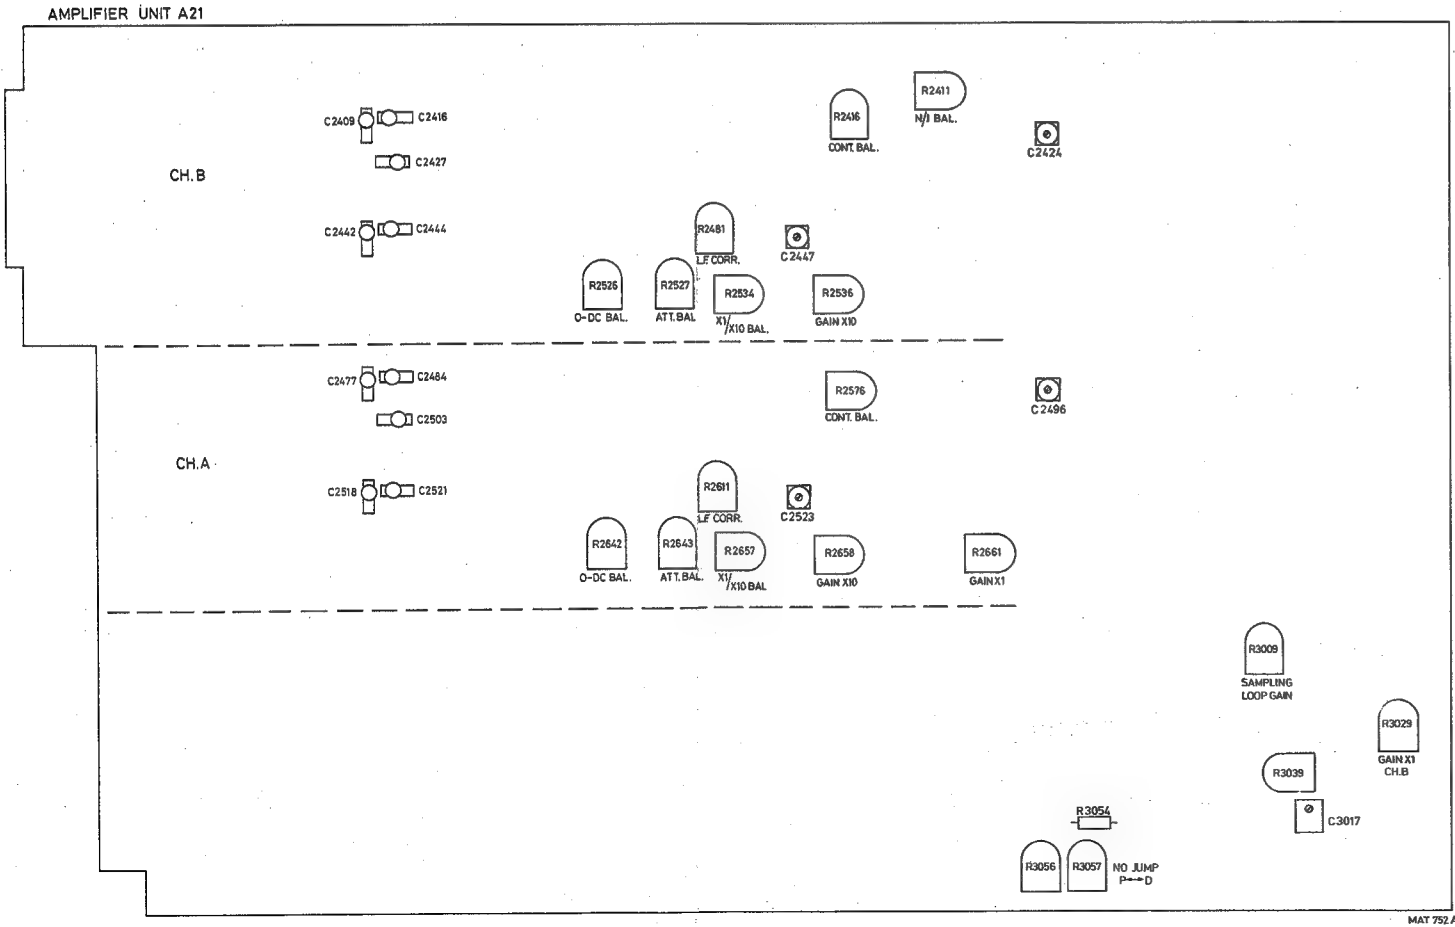 AMPLIFIER UNIT A21
R2411
N/I BAL.
R2416
CONT. BAL.
C2424
C2409
C2416
C2427
CH.B
C2442
C2444
R2481
L.F. CORR.
C2447
R2526
O-DC BAL.
R2527
ATT. BAL
R2534
X1/X10 BAL.
R2536
GAIN X10
C2477
C2484
C2503
R2576
CONT. BAL.
C2496
CH.A
C2518
C2521
R2611
L.F. CORR.
C2523
R2642
O-DC BAL.
R2643
ATT. BAL.
R2657
X1/X10 BAL
R2658
GAIN X10
R2661
GAIN X1
R3009
SAMPLING
LOOP GAIN
R3029
GAIN X1
CH.B
R3039
C3017
R3054
R3056
R3057
NO JUMP
P↔D
MAT 752 A